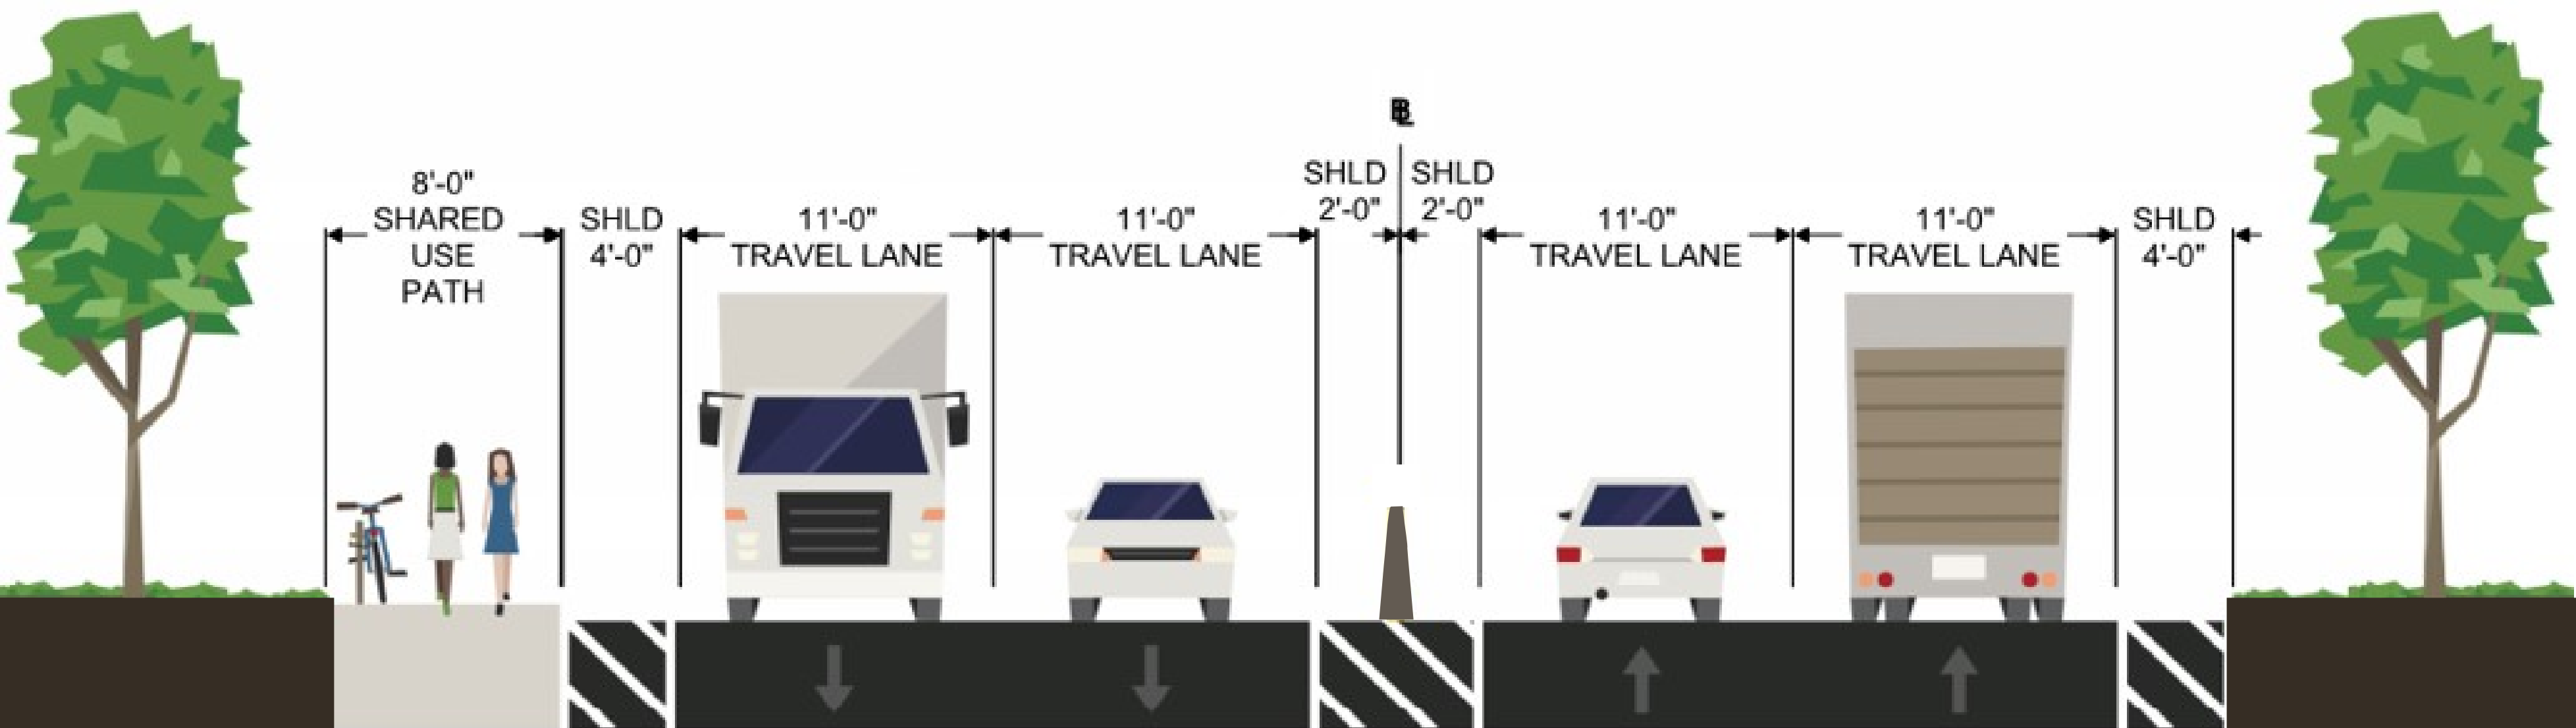 8'-0"
SHARED
USE
PATH
SHLD
4'-0"
11'-0"
TRAVEL LANE
11'-0"
TRAVEL LANE
SHLD
2'-0"
SHLD
2'-0"
11'-0"
TRAVEL LANE
11'-0"
TRAVEL LANE
SHLD
4'-0"